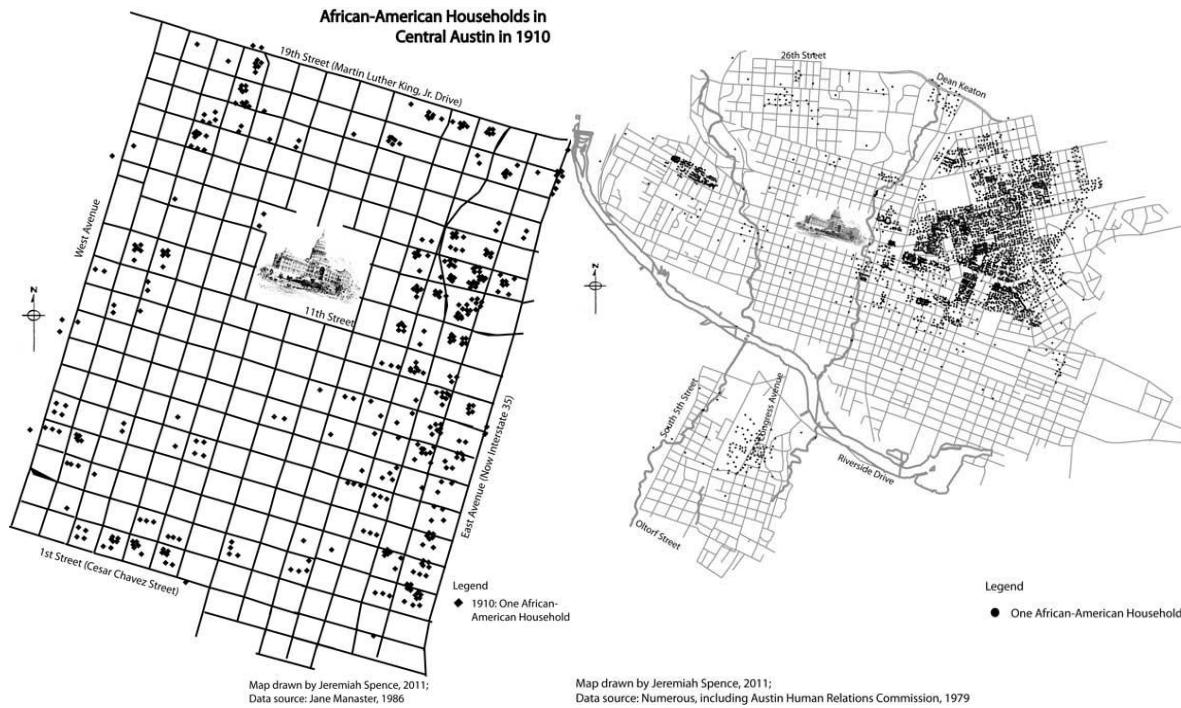 African-American Households in
Central Austin in 1910
19th Street (Martin Luther King, Jr. Drive)
West Avenue
N
11th Street
East Avenue (Now Interstate 35)
1st Street (Cesar Chavez Street)
Legend
1910: One African-
American Household
Map drawn by Jeremiah Spence, 2011;
Data source: Jane Manaster, 1986
26th Street
Dean Keaton
N
South 5th Street
Congress Avenue
Riverside Drive
Oltorf Street
Legend
One African-American Household
Map drawn by Jeremiah Spence, 2011;
Data source: Numerous, including Austin Human Relations Commission, 1979